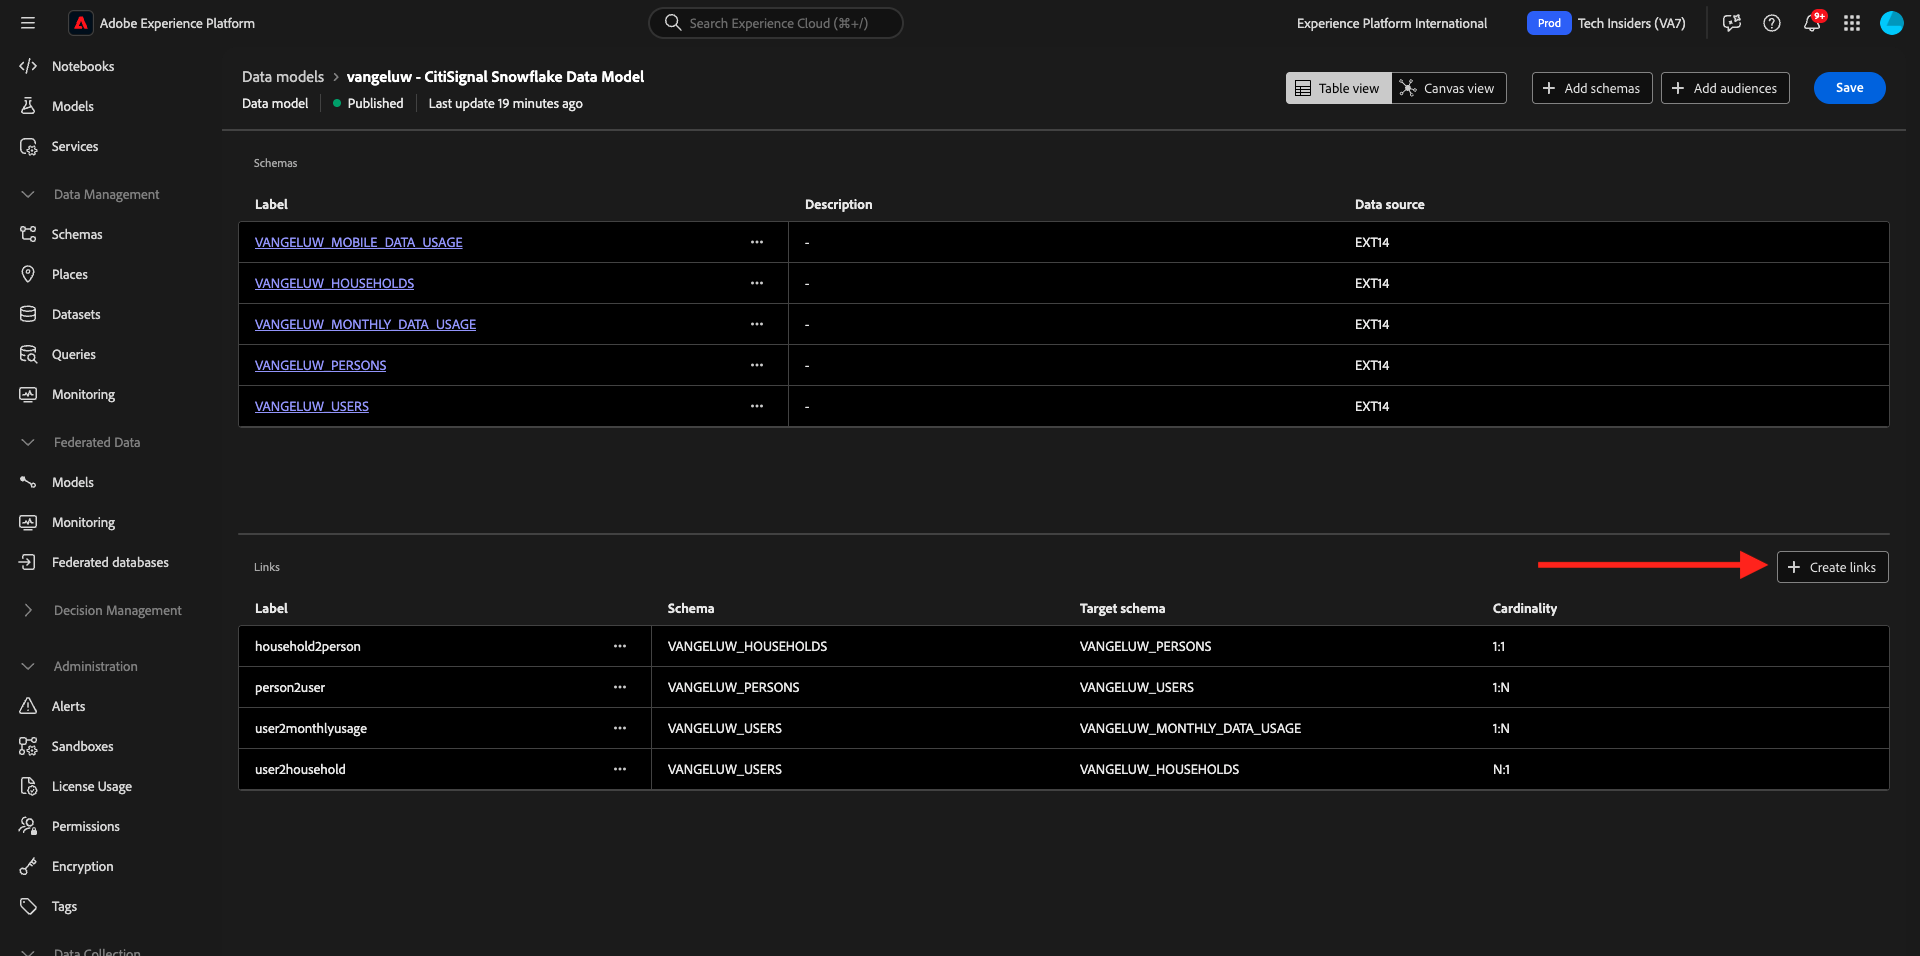 Adobe Experience Platform
Search Experience Cloud (⌘+/)
Experience Platform International
Prod
Tech Insiders (VA7)
9+
Notebooks
Models
Services
Data Management
Schemas
Places
Datasets
Queries
Monitoring
Federated Data
Models
Monitoring
Federated databases
Decision Management
Administration
Alerts
Sandboxes
License Usage
Permissions
Encryption
Tags
Data Collection
Data models > vangeluw - CitiSignal Snowflake Data Model
Data model
Published
Last update 19 minutes ago
Table view
Canvas view
Add schemas
Add audiences
Save
Schemas
Label Description Data source
VANGELUW_MOBILE_DATA_USAGE ... - EXT14
VANGELUW_HOUSEHOLDS ... - EXT14
VANGELUW_MONTHLY_DATA_USAGE ... - EXT14
VANGELUW_PERSONS ... - EXT14
VANGELUW_USERS ... - EXT14
Links
Create links
Label Schema Target schema Cardinality
household2person ... VANGELUW_HOUSEHOLDS VANGELUW_PERSONS 1:1
person2user ... VANGELUW_PERSONS VANGELUW_USERS 1:N
user2monthlyusage ... VANGELUW_USERS VANGELUW_MONTHLY_DATA_USAGE 1:N
user2household ... VANGELUW_USERS VANGELUW_HOUSEHOLDS N:1